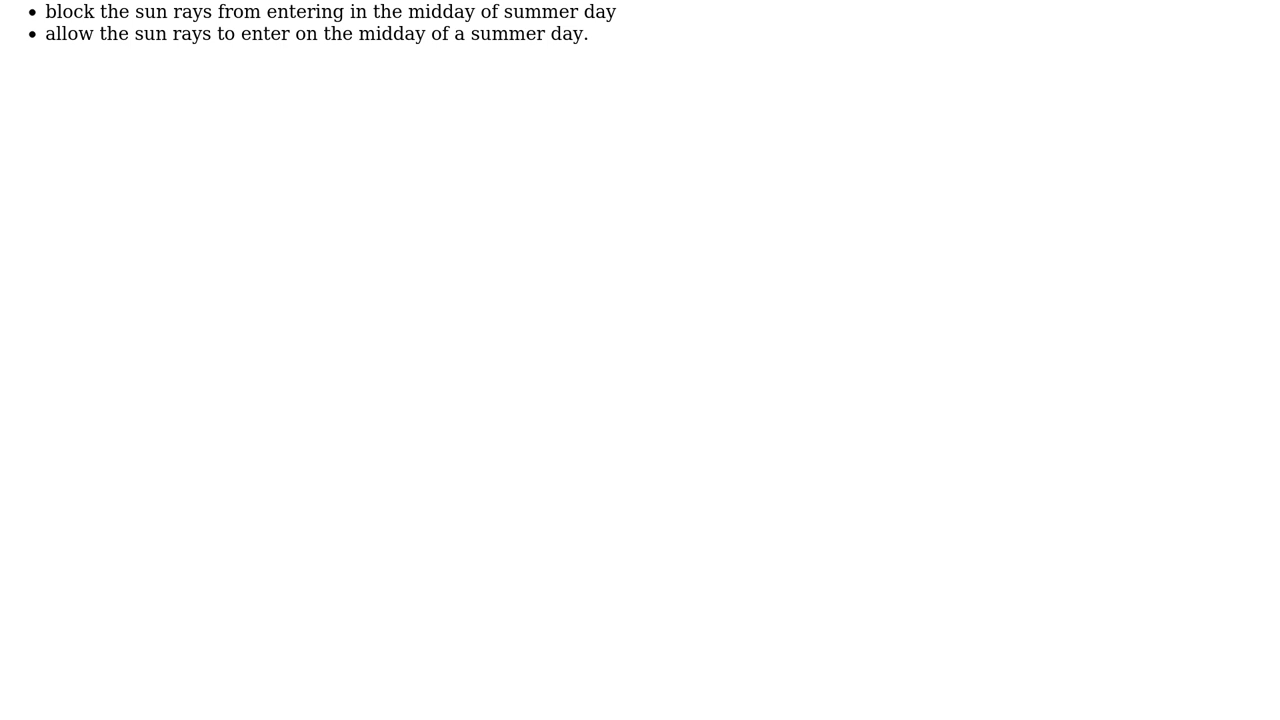 • block the sun rays from entering in the midday of summer day
• allow the sun rays to enter on the midday of a summer day.